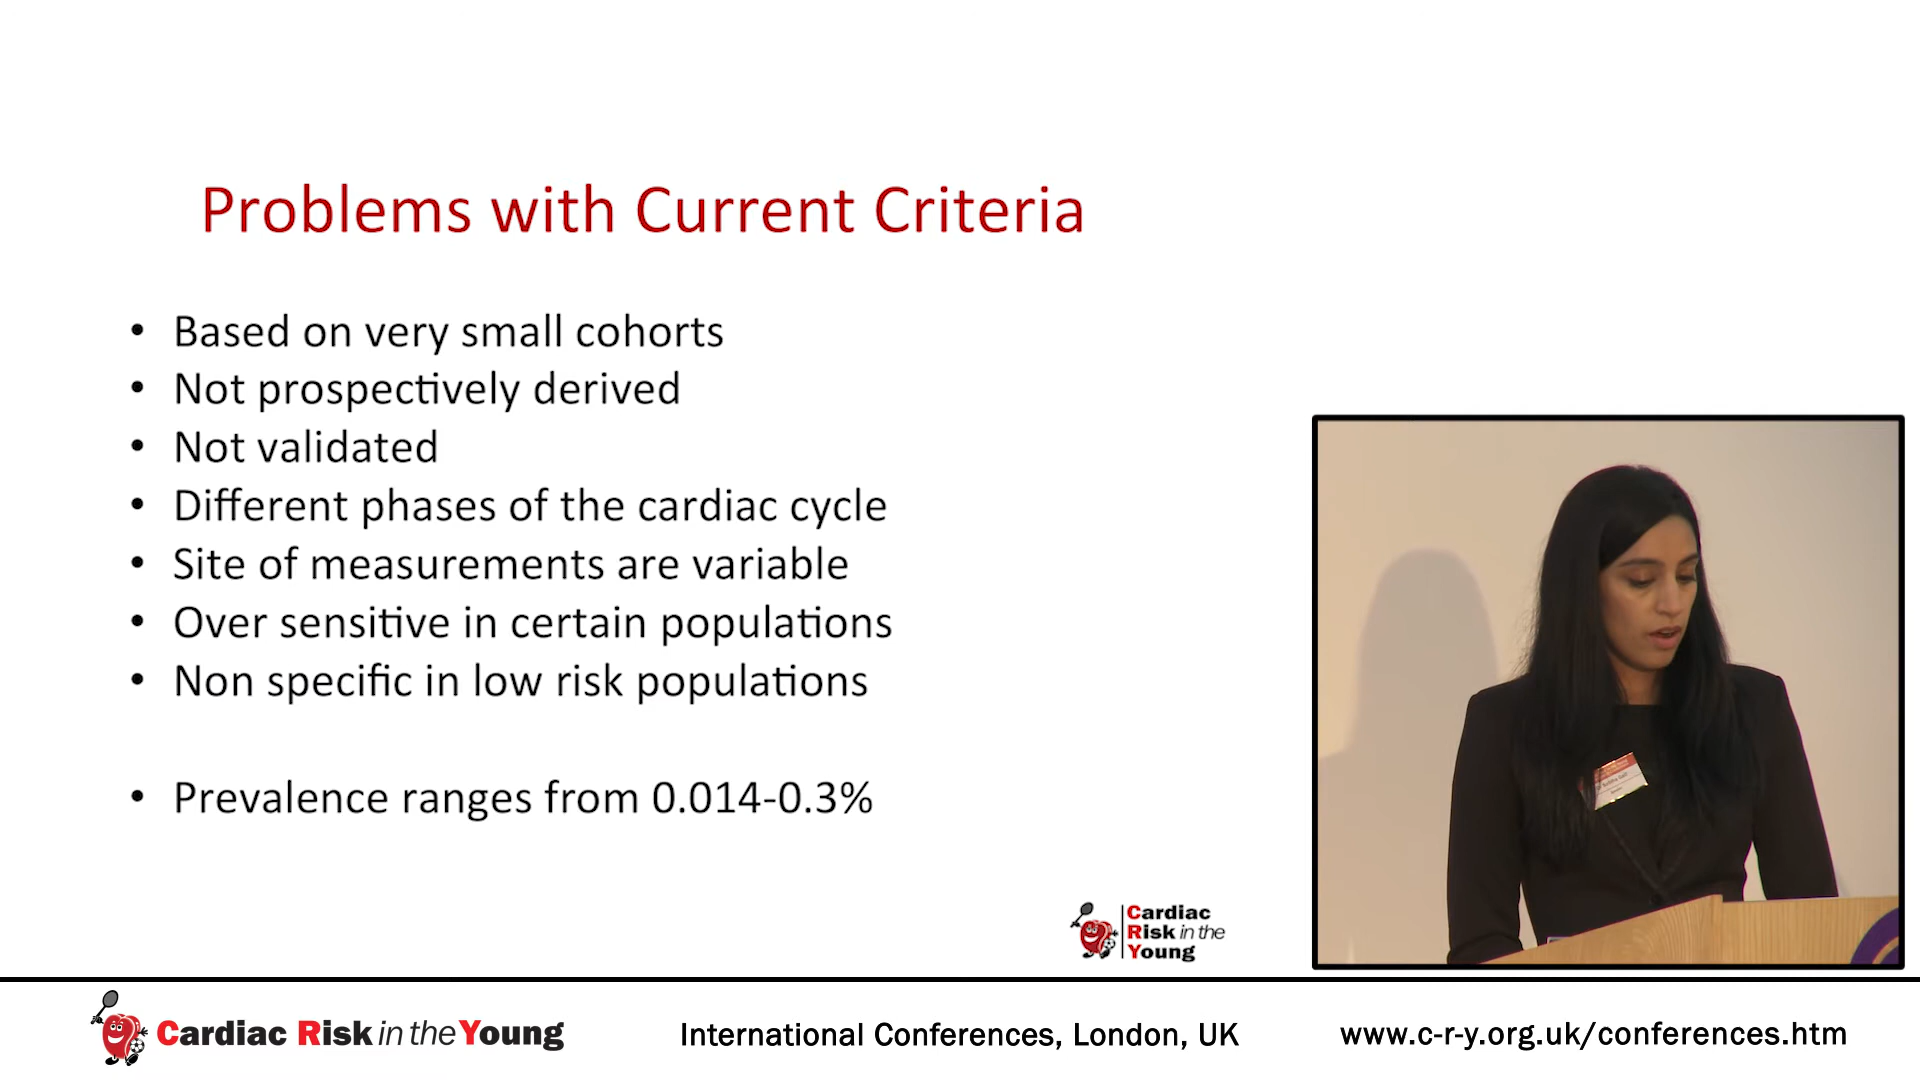 Problems with Current Criteria
• Based on very small cohorts
• Not prospectively derived
• Not validated
• Different phases of the cardiac cycle
• Site of measurements are variable
• Over sensitive in certain populations
• Non specific in low risk populations
• Prevalence ranges from 0.014-0.3%
Cardiac
Risk in the
Young
Cardiac Risk in the Young
International Conferences, London, UK
www.c-r-y.org.uk/conferences.htm